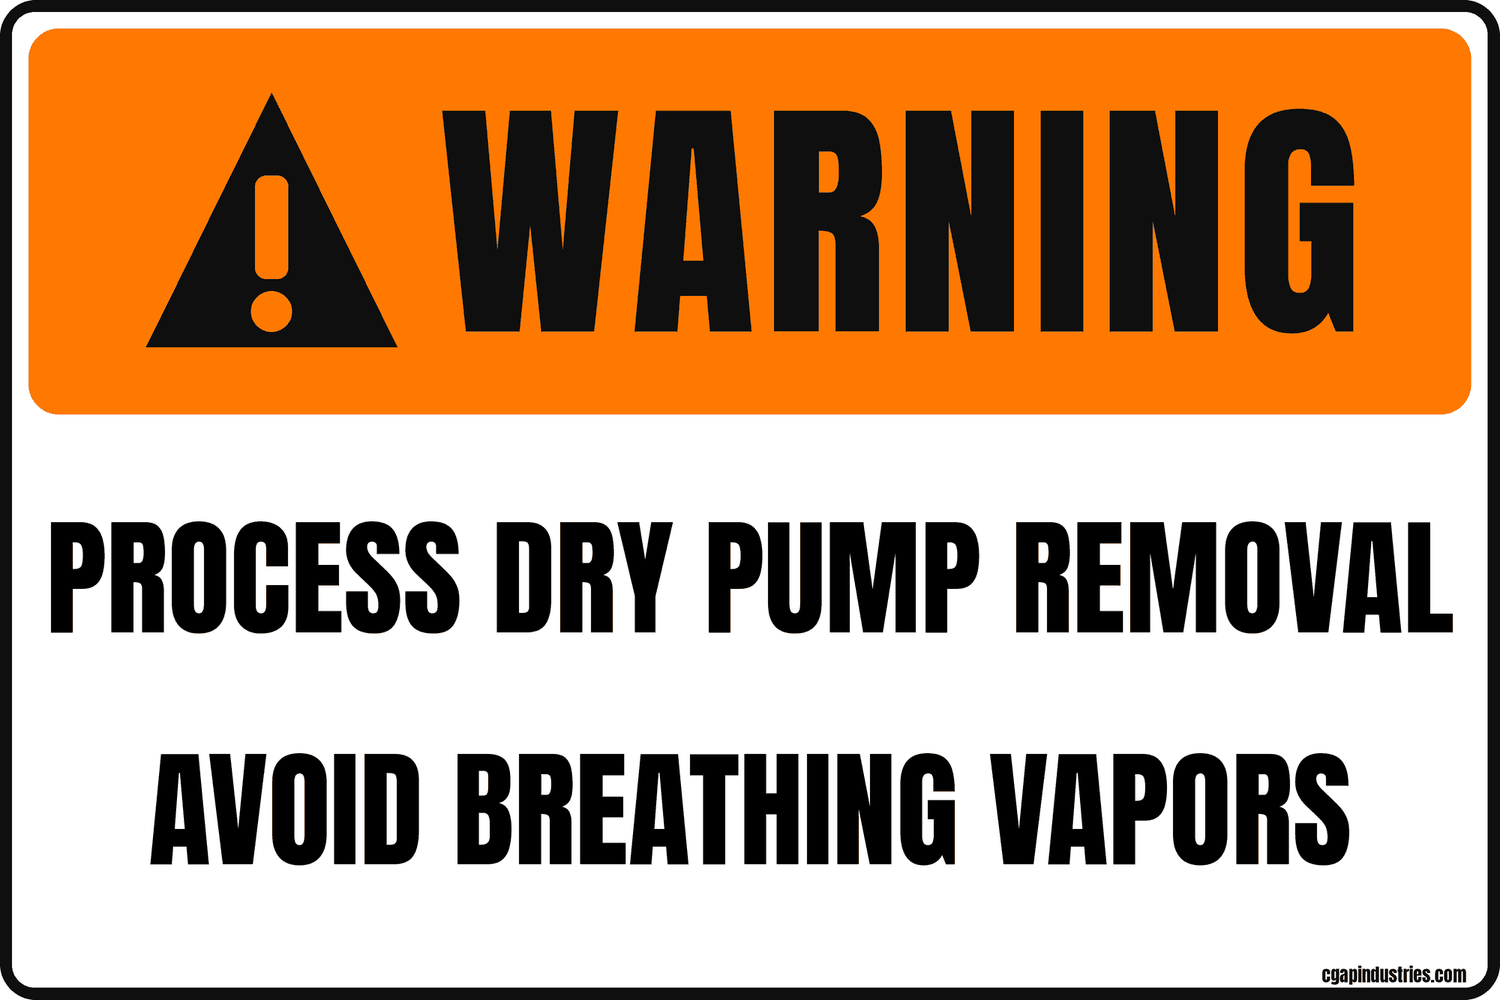 WARNING
PROCESS DRY PUMP REMOVAL
AVOID BREATHING VAPORS
cgapindustries.com